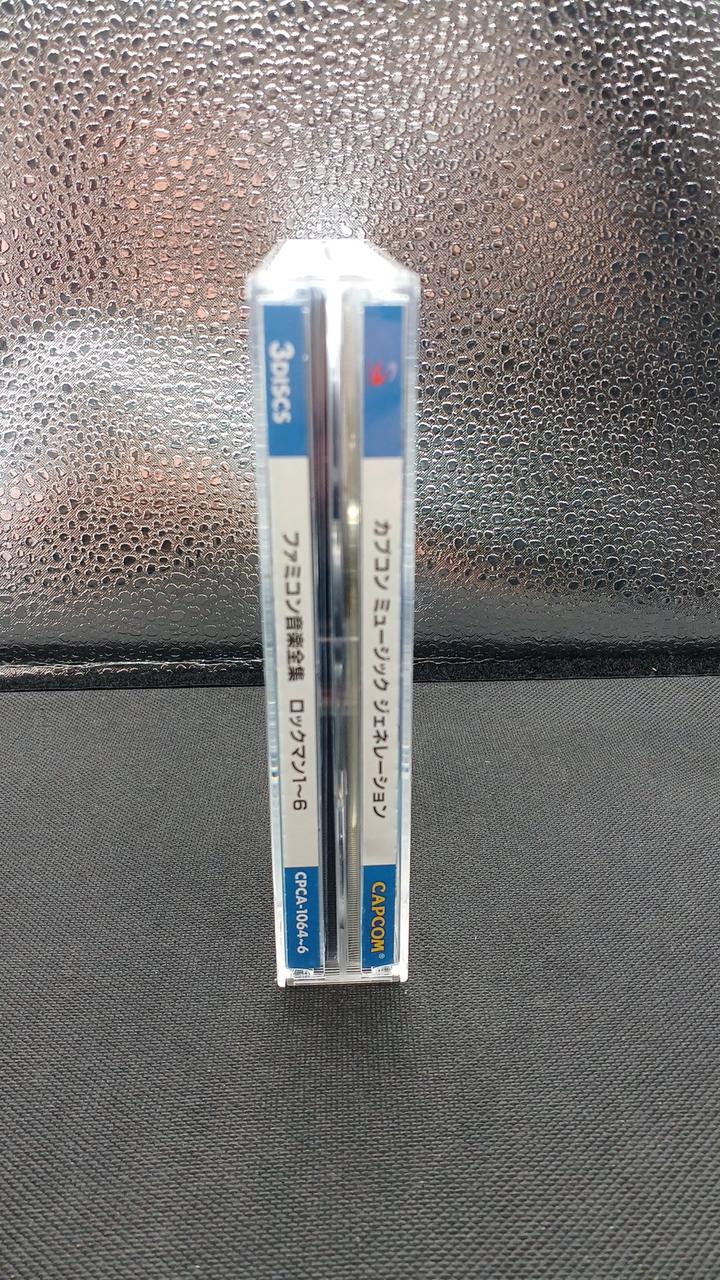 カプコン ミュージック ジェネレーション
CAPCOM®
3DISCS
ファミコン音楽全集 ロックマン1~6
CPCA-1064~6